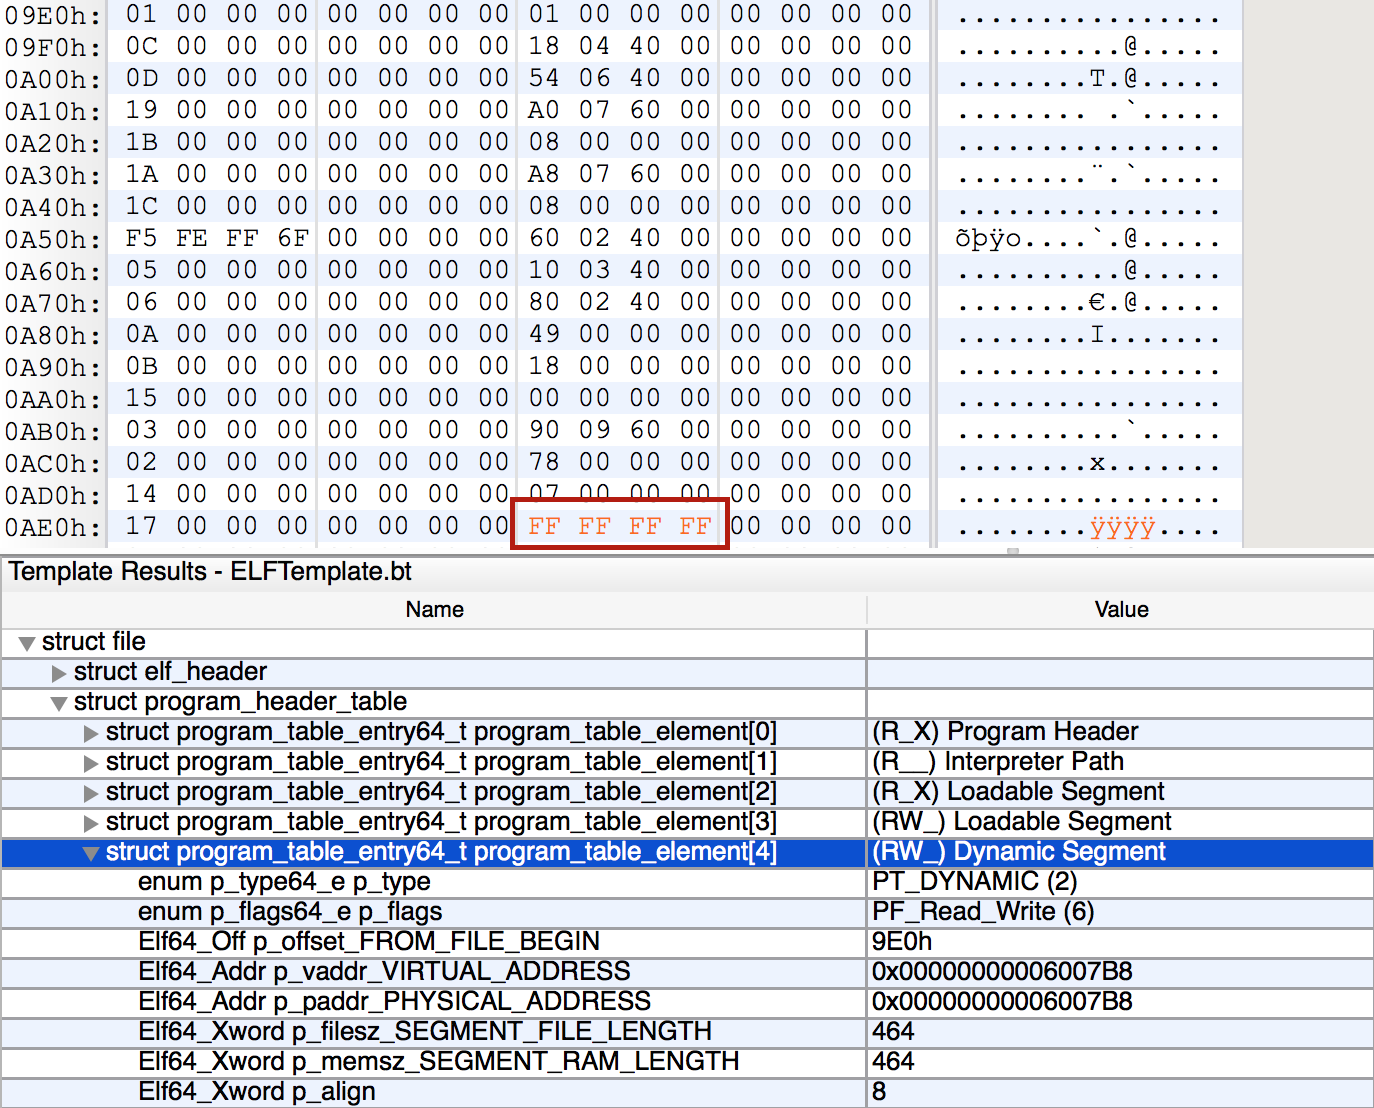 09E0h: 01 00 00 00 00 00 00 00 01 00 00 00 00 00 00 00 ................
09F0h: 0C 00 00 00 00 00 00 00 18 04 40 00 00 00 00 00 ..........@.....
0A00h: 0D 00 00 00 00 00 00 00 54 06 40 00 00 00 00 00 ........T.@.....
0A10h: 19 00 00 00 00 00 00 00 A0 07 60 00 00 00 00 00 ........ .`.....
0A20h: 1B 00 00 00 00 00 00 00 08 00 00 00 00 00 00 00 ................
0A30h: 1A 00 00 00 00 00 00 00 A8 07 60 00 00 00 00 00 ........¨.`.....
0A40h: 1C 00 00 00 00 00 00 00 08 00 00 00 00 00 00 00 ................
0A50h: F5 FE FF 6F 00 00 00 00 60 02 40 00 00 00 00 00 õþÿo....`.@.....
0A60h: 05 00 00 00 00 00 00 00 10 03 40 00 00 00 00 00 ..........@.....
0A70h: 06 00 00 00 00 00 00 00 80 02 40 00 00 00 00 00 ........€.@.....
0A80h: 0A 00 00 00 00 00 00 00 49 00 00 00 00 00 00 00 ........I.......
0A90h: 0B 00 00 00 00 00 00 00 18 00 00 00 00 00 00 00 ................
0AA0h: 15 00 00 00 00 00 00 00 00 00 00 00 00 00 00 00 ................
0AB0h: 03 00 00 00 00 00 00 00 90 09 60 00 00 00 00 00 ..........`.....
0AC0h: 02 00 00 00 00 00 00 00 78 00 00 00 00 00 00 00 ........x.......
0AD0h: 14 00 00 00 00 00 00 00 07 00 00 00 00 00 00 00 ................
0AE0h: 17 00 00 00 00 00 00 00 FF FF FF FF 00 00 00 00 ........ÿÿÿÿ....
Template Results - ELFTemplate.bt
Name Value
struct file
struct elf_header
struct program_header_table
struct program_table_entry64_t program_table_element[0] (R_X) Program Header
struct program_table_entry64_t program_table_element[1] (R__) Interpreter Path
struct program_table_entry64_t program_table_element[2] (R_X) Loadable Segment
struct program_table_entry64_t program_table_element[3] (RW_) Loadable Segment
struct program_table_entry64_t program_table_element[4] (RW_) Dynamic Segment
enum p_type64_e p_type PT_DYNAMIC (2)
enum p_flags64_e p_flags PF_Read_Write (6)
Elf64_Off p_offset_FROM_FILE_BEGIN 9E0h
Elf64_Addr p_vaddr_VIRTUAL_ADDRESS 0x00000000006007B8
Elf64_Addr p_paddr_PHYSICAL_ADDRESS 0x00000000006007B8
Elf64_Xword p_filesz_SEGMENT_FILE_LENGTH 464
Elf64_Xword p_memsz_SEGMENT_RAM_LENGTH 464
Elf64_Xword p_align 8